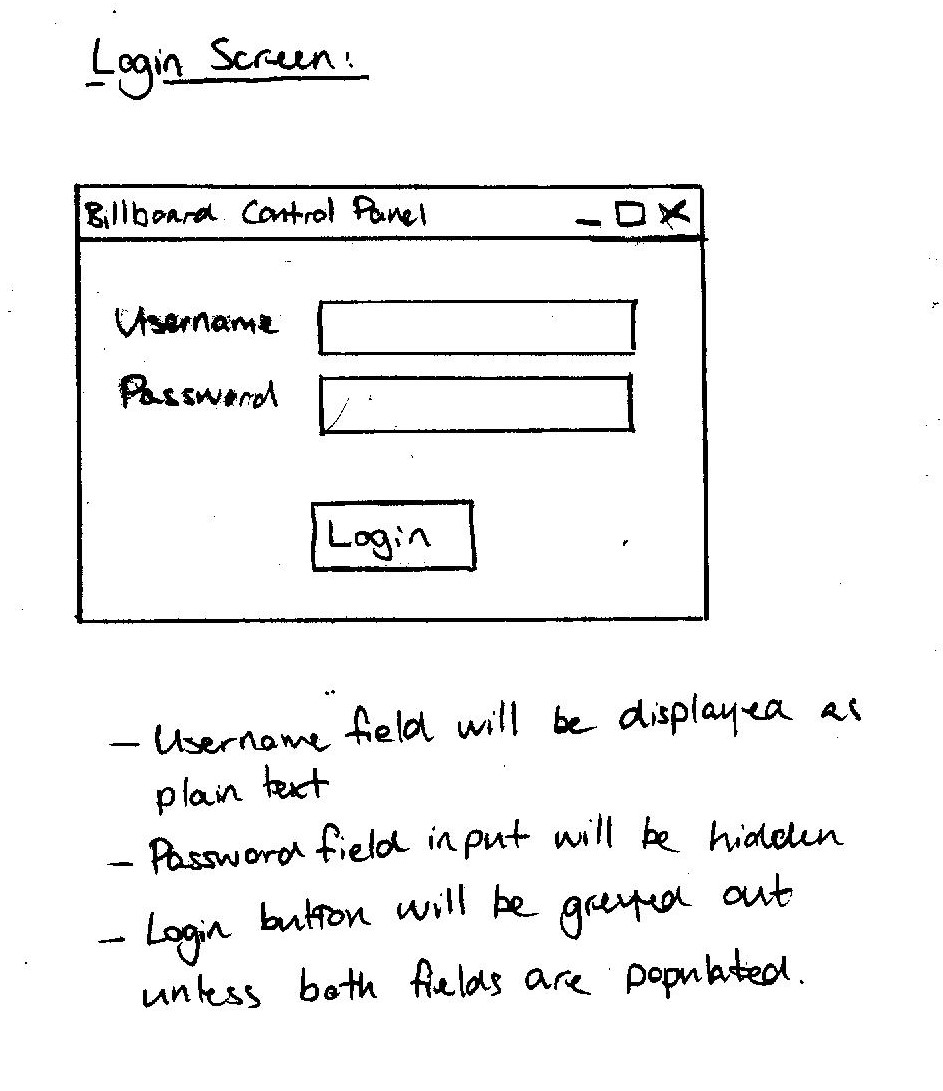 Login Screen:
Billboard Control Panel
Username
Password
Login
- Username field will be displayed as
plain text
- Password field input will be hidden
- Login button will be greyed out
unless both fields are populated.